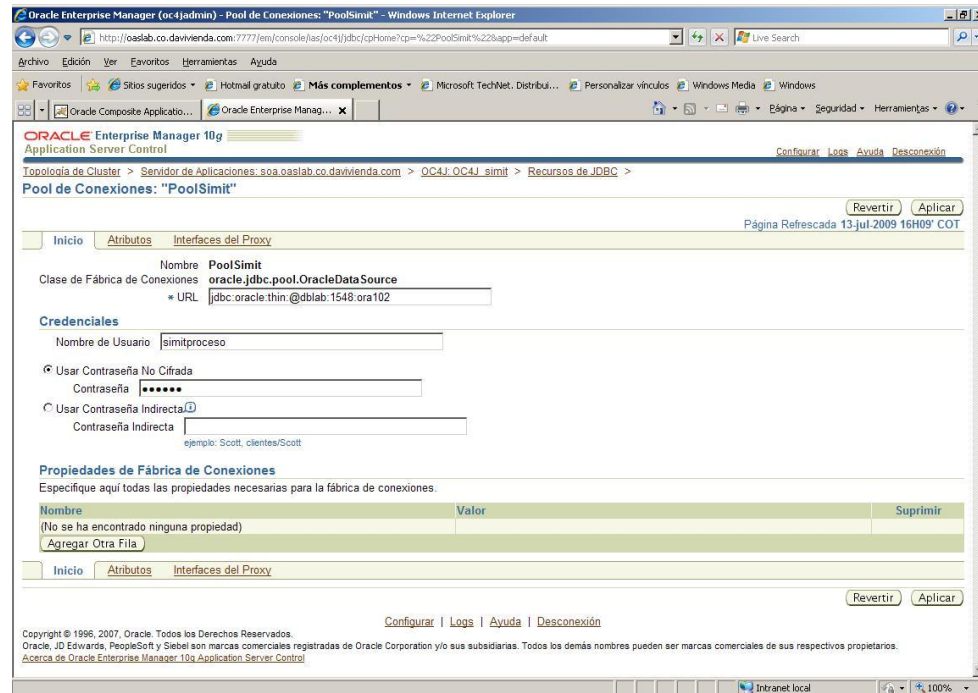 Oracle Enterprise Manager (oc4jadmin) - Pool de Conexiones: "PoolSimit" - Windows Internet Explorer
http://oaslab.co.davivienda.com:7777/em/console/ias/oc4j/jdbc/cpHome?cp=%22PoolSimit%22&app=default
Live Search
Archivo Edición Ver Favoritos Herramientas Ayuda
Favoritos Sitios sugeridos Hotmail gratuito Más complementos Microsoft TechNet. Distribui... Personalizar vínculos Windows Media Windows
Oracle Composite Applicatio... Oracle Enterprise Manag... X Página Seguridad Herramientas
ORACLE Enterprise Manager 10g
Application Server Control
Configurar Logs Ayuda Desconexión
Topología de Cluster > Servidor de Aplicaciones: soa.oaslab.co.davivienda.com > OC4J: OC4J_simit > Recursos de JDBC >
Pool de Conexiones: "PoolSimit"
Revertir Aplicar
Página Refrescada 13-jul-2009 16H09' COT
Inicio Atributos Interfaces del Proxy
Nombre PoolSimit
Clase de Fábrica de Conexiones oracle.jdbc.pool.OracleDataSource
* URL jdbc:oracle:thin:@dblab:1548:ora102
Credenciales
Nombre de Usuario simitproceso
Usar Contraseña No Cifrada
Contraseña ••••••
Usar Contraseña Indirecta
Contraseña Indirecta
ejemplo: Scott, clientes/Scott
Propiedades de Fábrica de Conexiones
Especifique aquí todas las propiedades necesarias para la fábrica de conexiones.
Nombre Valor Suprimir
(No se ha encontrado ninguna propiedad)
Agregar Otra Fila
Inicio Atributos Interfaces del Proxy
Revertir Aplicar
Configurar | Logs | Ayuda | Desconexión
Copyright © 1996, 2007, Oracle. Todos los Derechos Reservados.
Oracle, JD Edwards, PeopleSoft y Siebel son marcas comerciales registradas de Oracle Corporation y/o sus subsidiarias. Todos los demás nombres pueden ser marcas comerciales de sus respectivos propietarios.
Acerca de Oracle Enterprise Manager 10g Application Server Control
Intranet local 100%